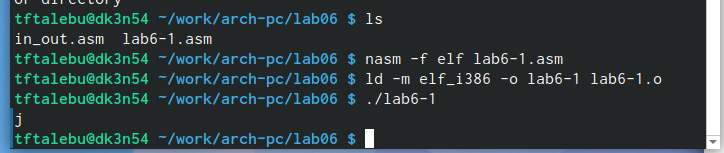 or directory
tftalebu@dk3n54 ~/work/arch-pc/lab06 $ ls
in_out.asm  lab6-1.asm
tftalebu@dk3n54 ~/work/arch-pc/lab06 $ nasm -f elf lab6-1.asm
tftalebu@dk3n54 ~/work/arch-pc/lab06 $ ld -m elf_i386 -o lab6-1 lab6-1.o
tftalebu@dk3n54 ~/work/arch-pc/lab06 $ ./lab6-1
j
tftalebu@dk3n54 ~/work/arch-pc/lab06 $